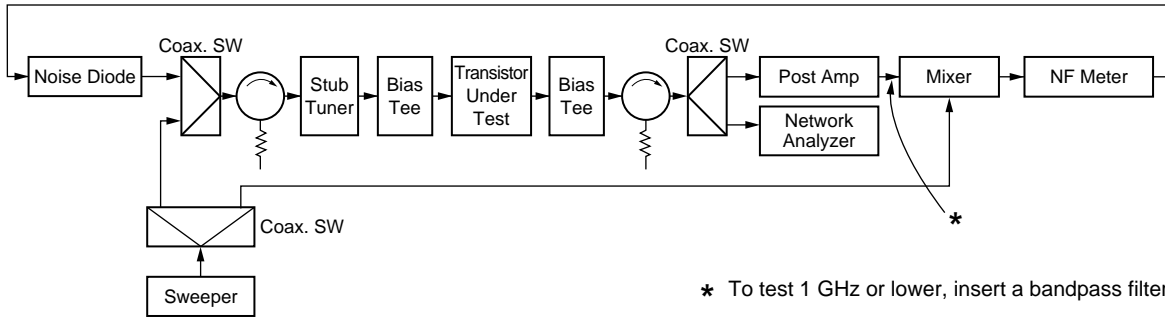 Coax. SW
Coax. SW
Noise Diode
Stub
Tuner
Bias
Tee
Transistor
Under
Test
Bias
Tee
Post Amp
Mixer
NF Meter
Network
Analyzer
Coax. SW
*
Sweeper
* To test 1 GHz or lower, insert a bandpass filter